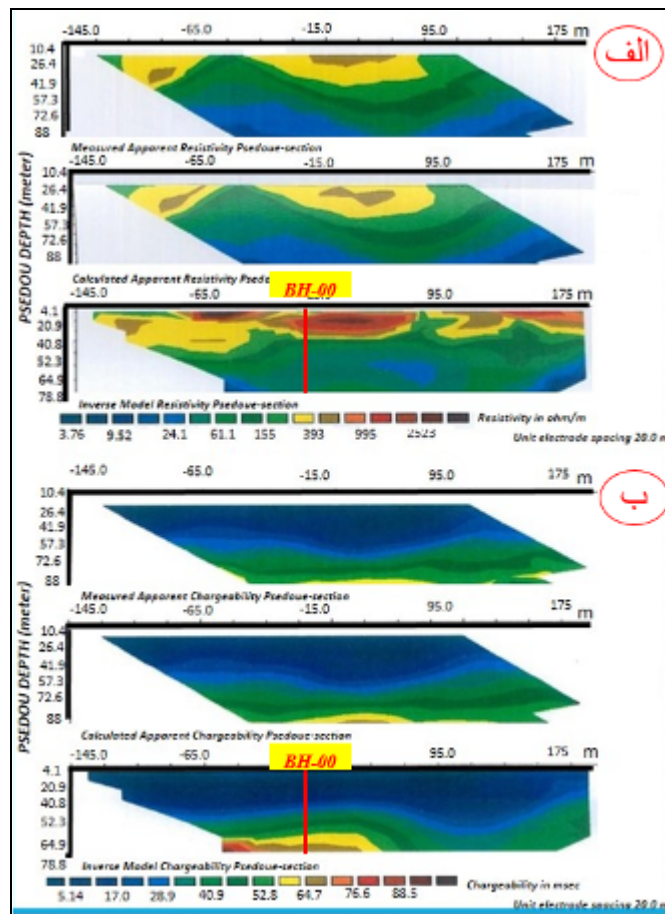 -145.0 -65.0 -15.0 95.0 175 m
الف
10.4
26.4
41.9
57.3
72.6
88
Measured Apparent Resistivity Psedoue-section
-145.0 -65.0 -15.0 95.0 175 m
10.4
26.4
41.9
57.3
72.6
88
PSEDOU DEPTH (meter)
Calculated Apparent Resistivity
BH-00
-145.0 -65.0 95.0 175 m
4.1
20.9
40.8
52.3
64.9
78.8
Inverse Model Resistivity Psedoue-section
Resistivity in ohm/m
3.76 9.52 24.1 61.1 155 393 995 2523
Unit electrode spacing 20.0 m
-145.0 -65.0 -15.0 95.0 175 m
ب
10.4
26.4
41.9
57.3
72.6
88
Measured Apparent Chargeability Psedoue-section
-145.0 -65.0 -15.0 95.0 175 m
10.4
26.4
41.9
57.3
72.6
88
PSEDOU DEPTH (meter)
Calculated Apparent Chargeability Psedoue-section
BH-00
-145.0 -65.0 95.0 175 m
4.1
20.9
40.8
52.3
64.9
78.8
Inverse Model Chargeability Psedoue-section
Chargeability in msec
5.14 17.0 28.9 40.9 52.8 64.7 76.6 88.5
Unit electrode spacing 20.0 m